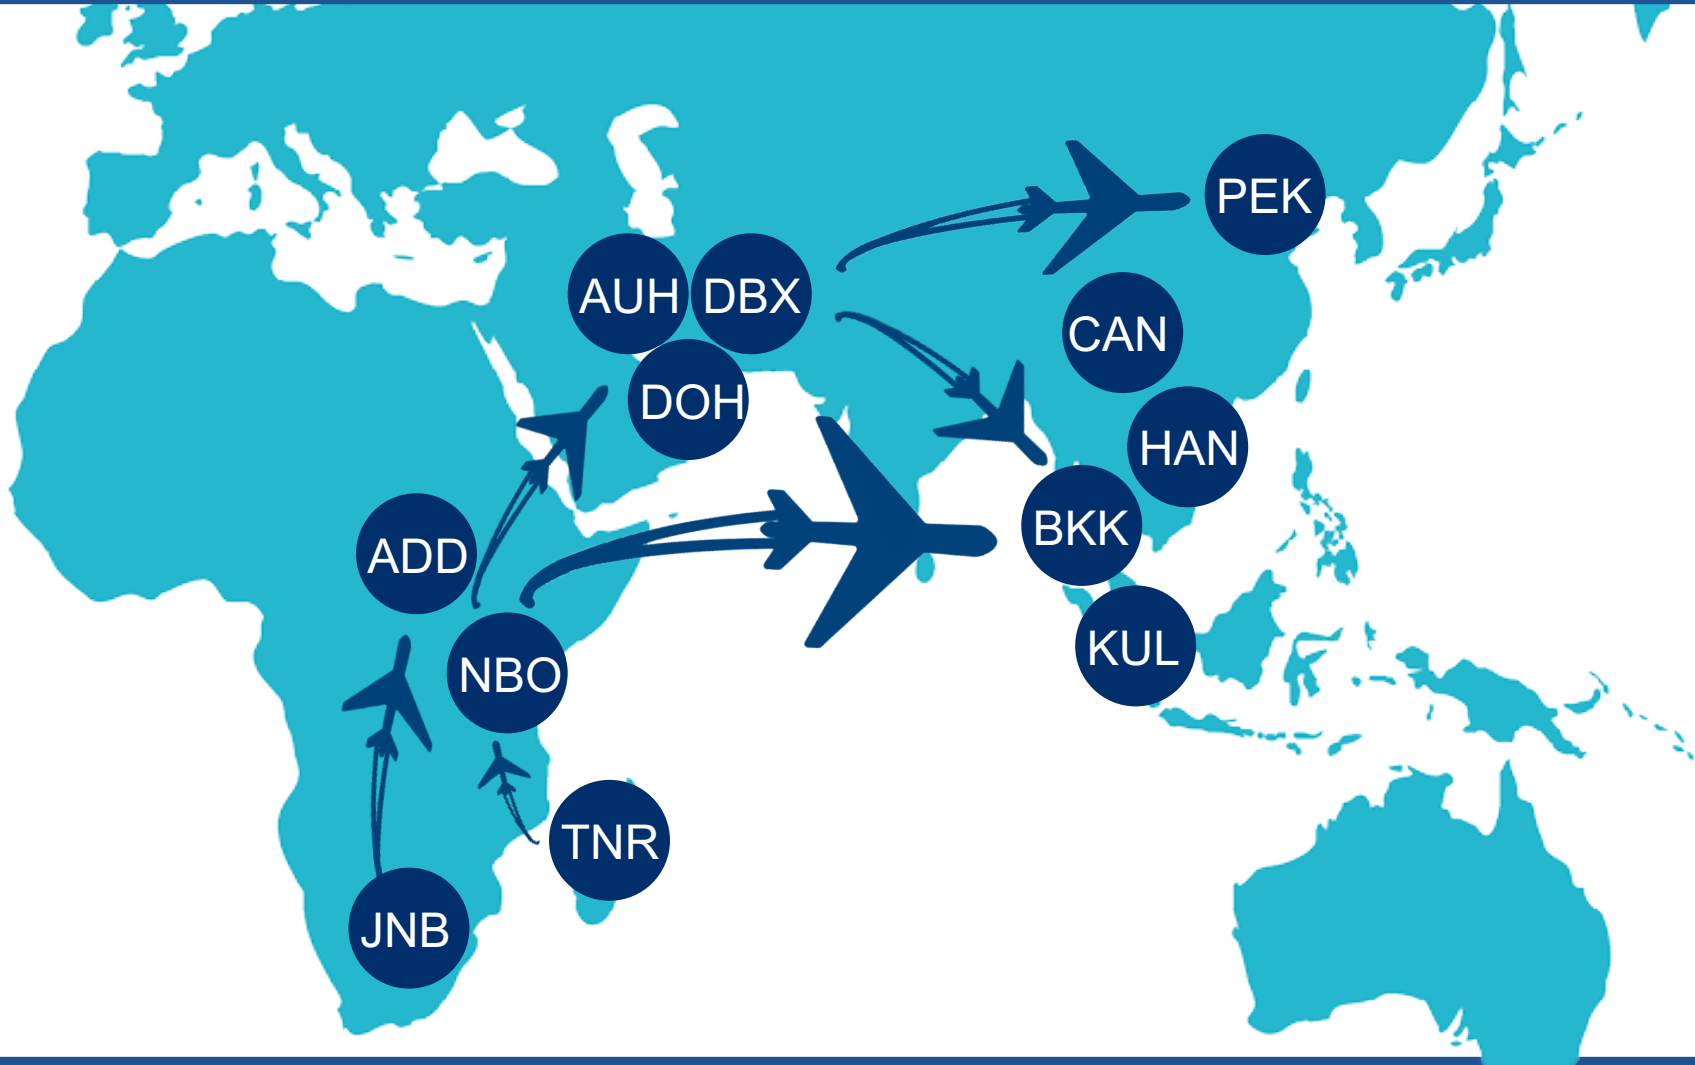 PEK
AUH
DBX
CAN
DOH
HAN
BKK
ADD
KUL
NBO
TNR
JNB